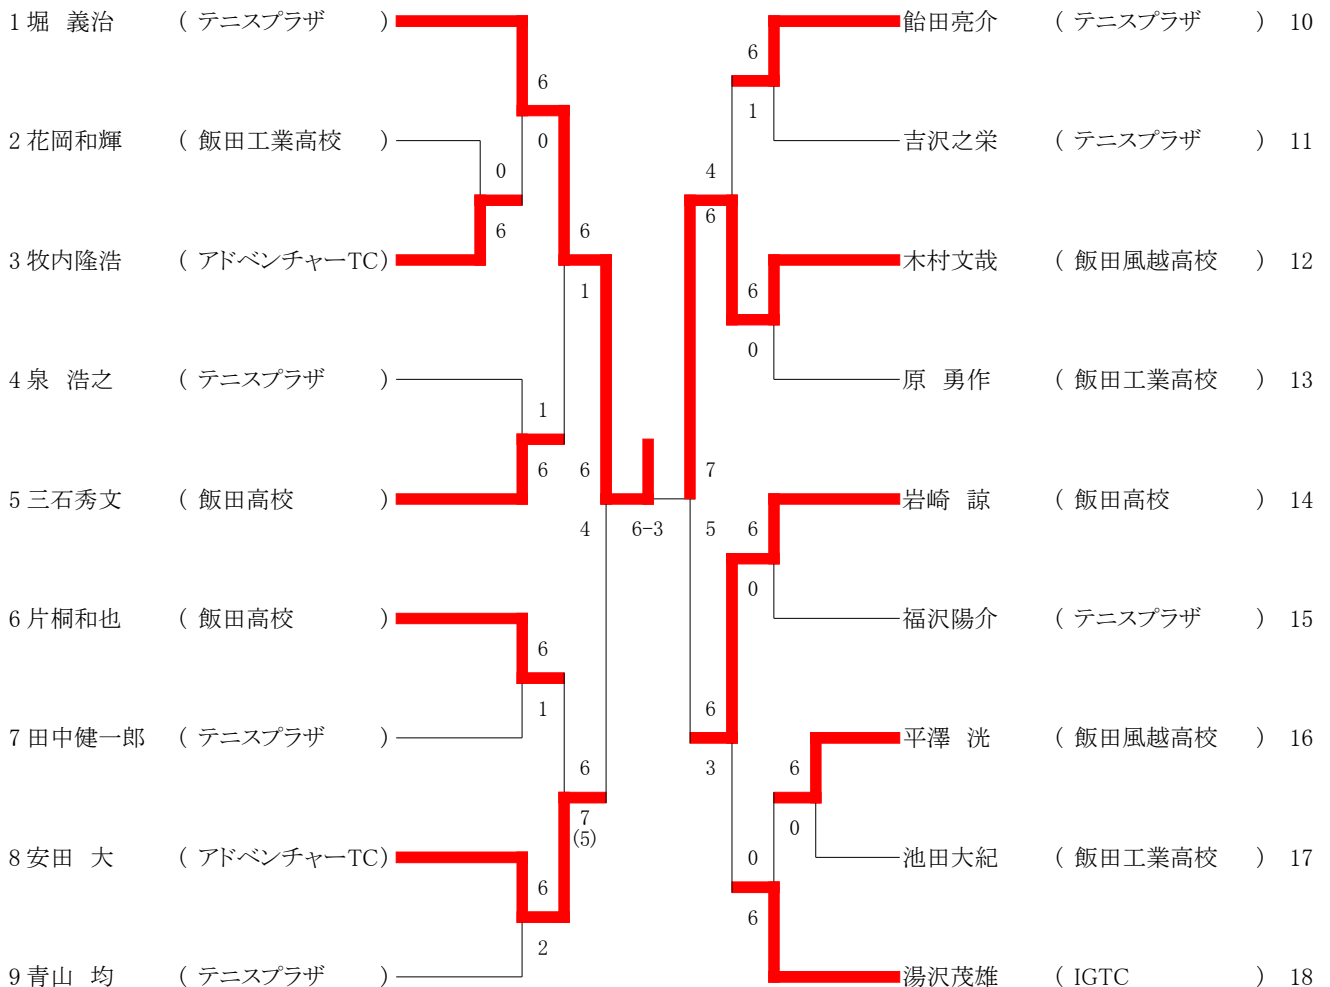 1 堀 義治 ( テニスプラザ )
6
0
2 花岡和輝 ( 飯田工業高校 )
0
6
3 牧内隆浩 ( アドベンチャーTC)
6
1
4 泉 浩之 ( テニスプラザ )
1
6
5 三石秀文 ( 飯田高校 )
6
4
6-3
6 片桐和也 ( 飯田高校 )
6
1
7 田中健一郎 ( テニスプラザ )
6
7
(5)
8 安田 大 ( アドベンチャーTC)
6
2
9 青山 均 ( テニスプラザ )
飴田亮介 ( テニスプラザ ) 10
6
1
吉沢之栄 ( テニスプラザ ) 11
4
6
木村文哉 ( 飯田風越高校 ) 12
6
0
原 勇作 ( 飯田工業高校 ) 13
7
5
岩崎 諒 ( 飯田高校 ) 14
6
0
福沢陽介 ( テニスプラザ ) 15
6
3
平澤 洸 ( 飯田風越高校 ) 16
6
0
池田大紀 ( 飯田工業高校 ) 17
0
6
湯沢茂雄 ( IGTC ) 18